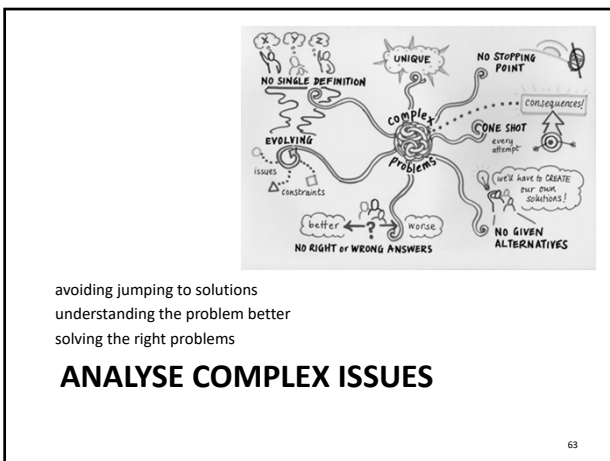 X Y Z
NO SINGLE DEFINITION
UNIQUE
NO STOPPING
POINT
consequences!
complex
problems
ONE SHOT
every
attempt
EVOLVING
issues
constraints
we'll have to CREATE
our own
solutions!
better ? worse
NO RIGHT or WRONG ANSWERS
NO GIVEN
ALTERNATIVES
avoiding jumping to solutions
understanding the problem better
solving the right problems
ANALYSE COMPLEX ISSUES
63